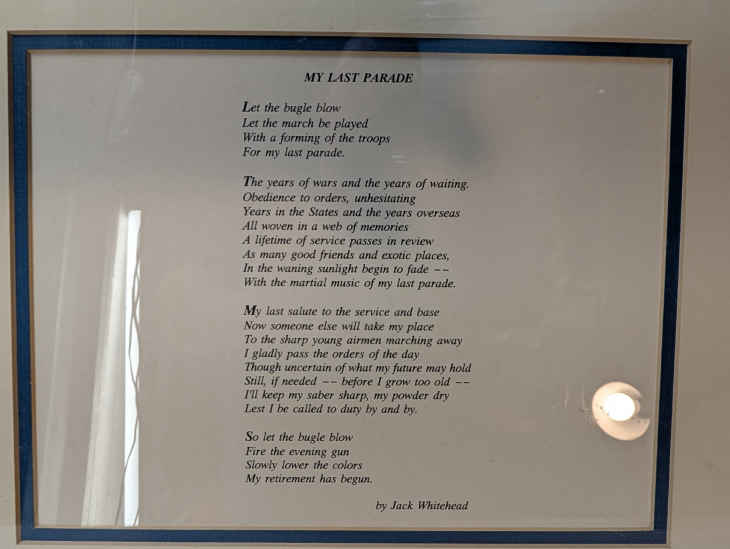 MY LAST PARADE
Let the bugle blow
Let the march be played
With a forming of the troops
For my last parade.
The years of wars and the years of waiting.
Obedience to orders, unhesitating
Years in the States and the years overseas
All woven in a web of memories
A lifetime of service passes in review
As many good friends and exotic places,
In the waning sunlight begin to fade --
With the martial music of my last parade.
My last salute to the service and base
Now someone else will take my place
To the sharp young airmen marching away
I gladly pass the orders of the day
Though uncertain of what my future may hold
Still, if needed -- before I grow too old --
I'll keep my saber sharp, my powder dry
Lest I be called to duty by and by.
So let the bugle blow
Fire the evening gun
Slowly lower the colors
My retirement has begun.
by Jack Whitehead